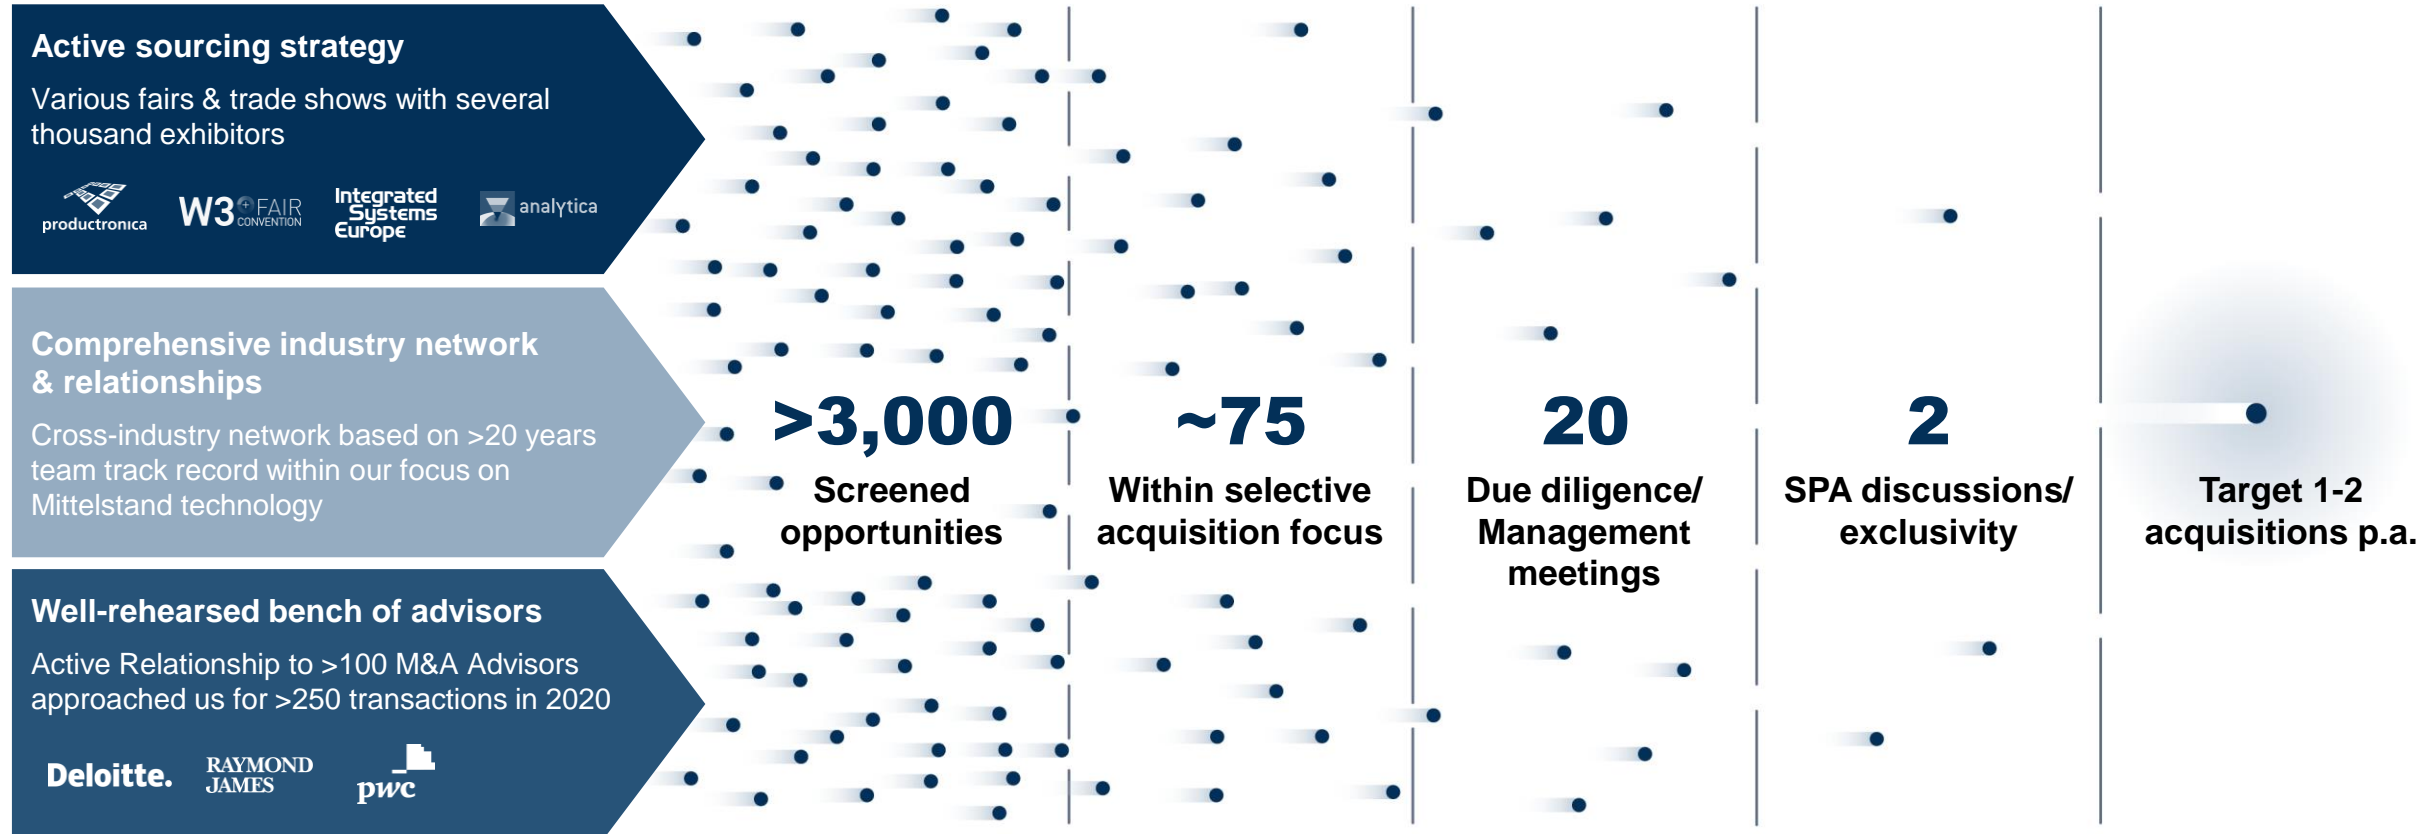 Active sourcing strategy
Various fairs & trade shows with several
thousand exhibitors
productronica
W3+ FAIR
CONVENTION
Integrated
Systems
Europe
analytica
Comprehensive industry network
& relationships
Cross-industry network based on >20 years
team track record within our focus on
Mittelstand technology
Well-rehearsed bench of advisors
Active Relationship to >100 M&A Advisors
approached us for >250 transactions in 2020
Deloitte.
RAYMOND
JAMES
pwc
>3,000
Screened
opportunities
~75
Within selective
acquisition focus
20
Due diligence/
Management
meetings
2
SPA discussions/
exclusivity
Target 1-2
acquisitions p.a.